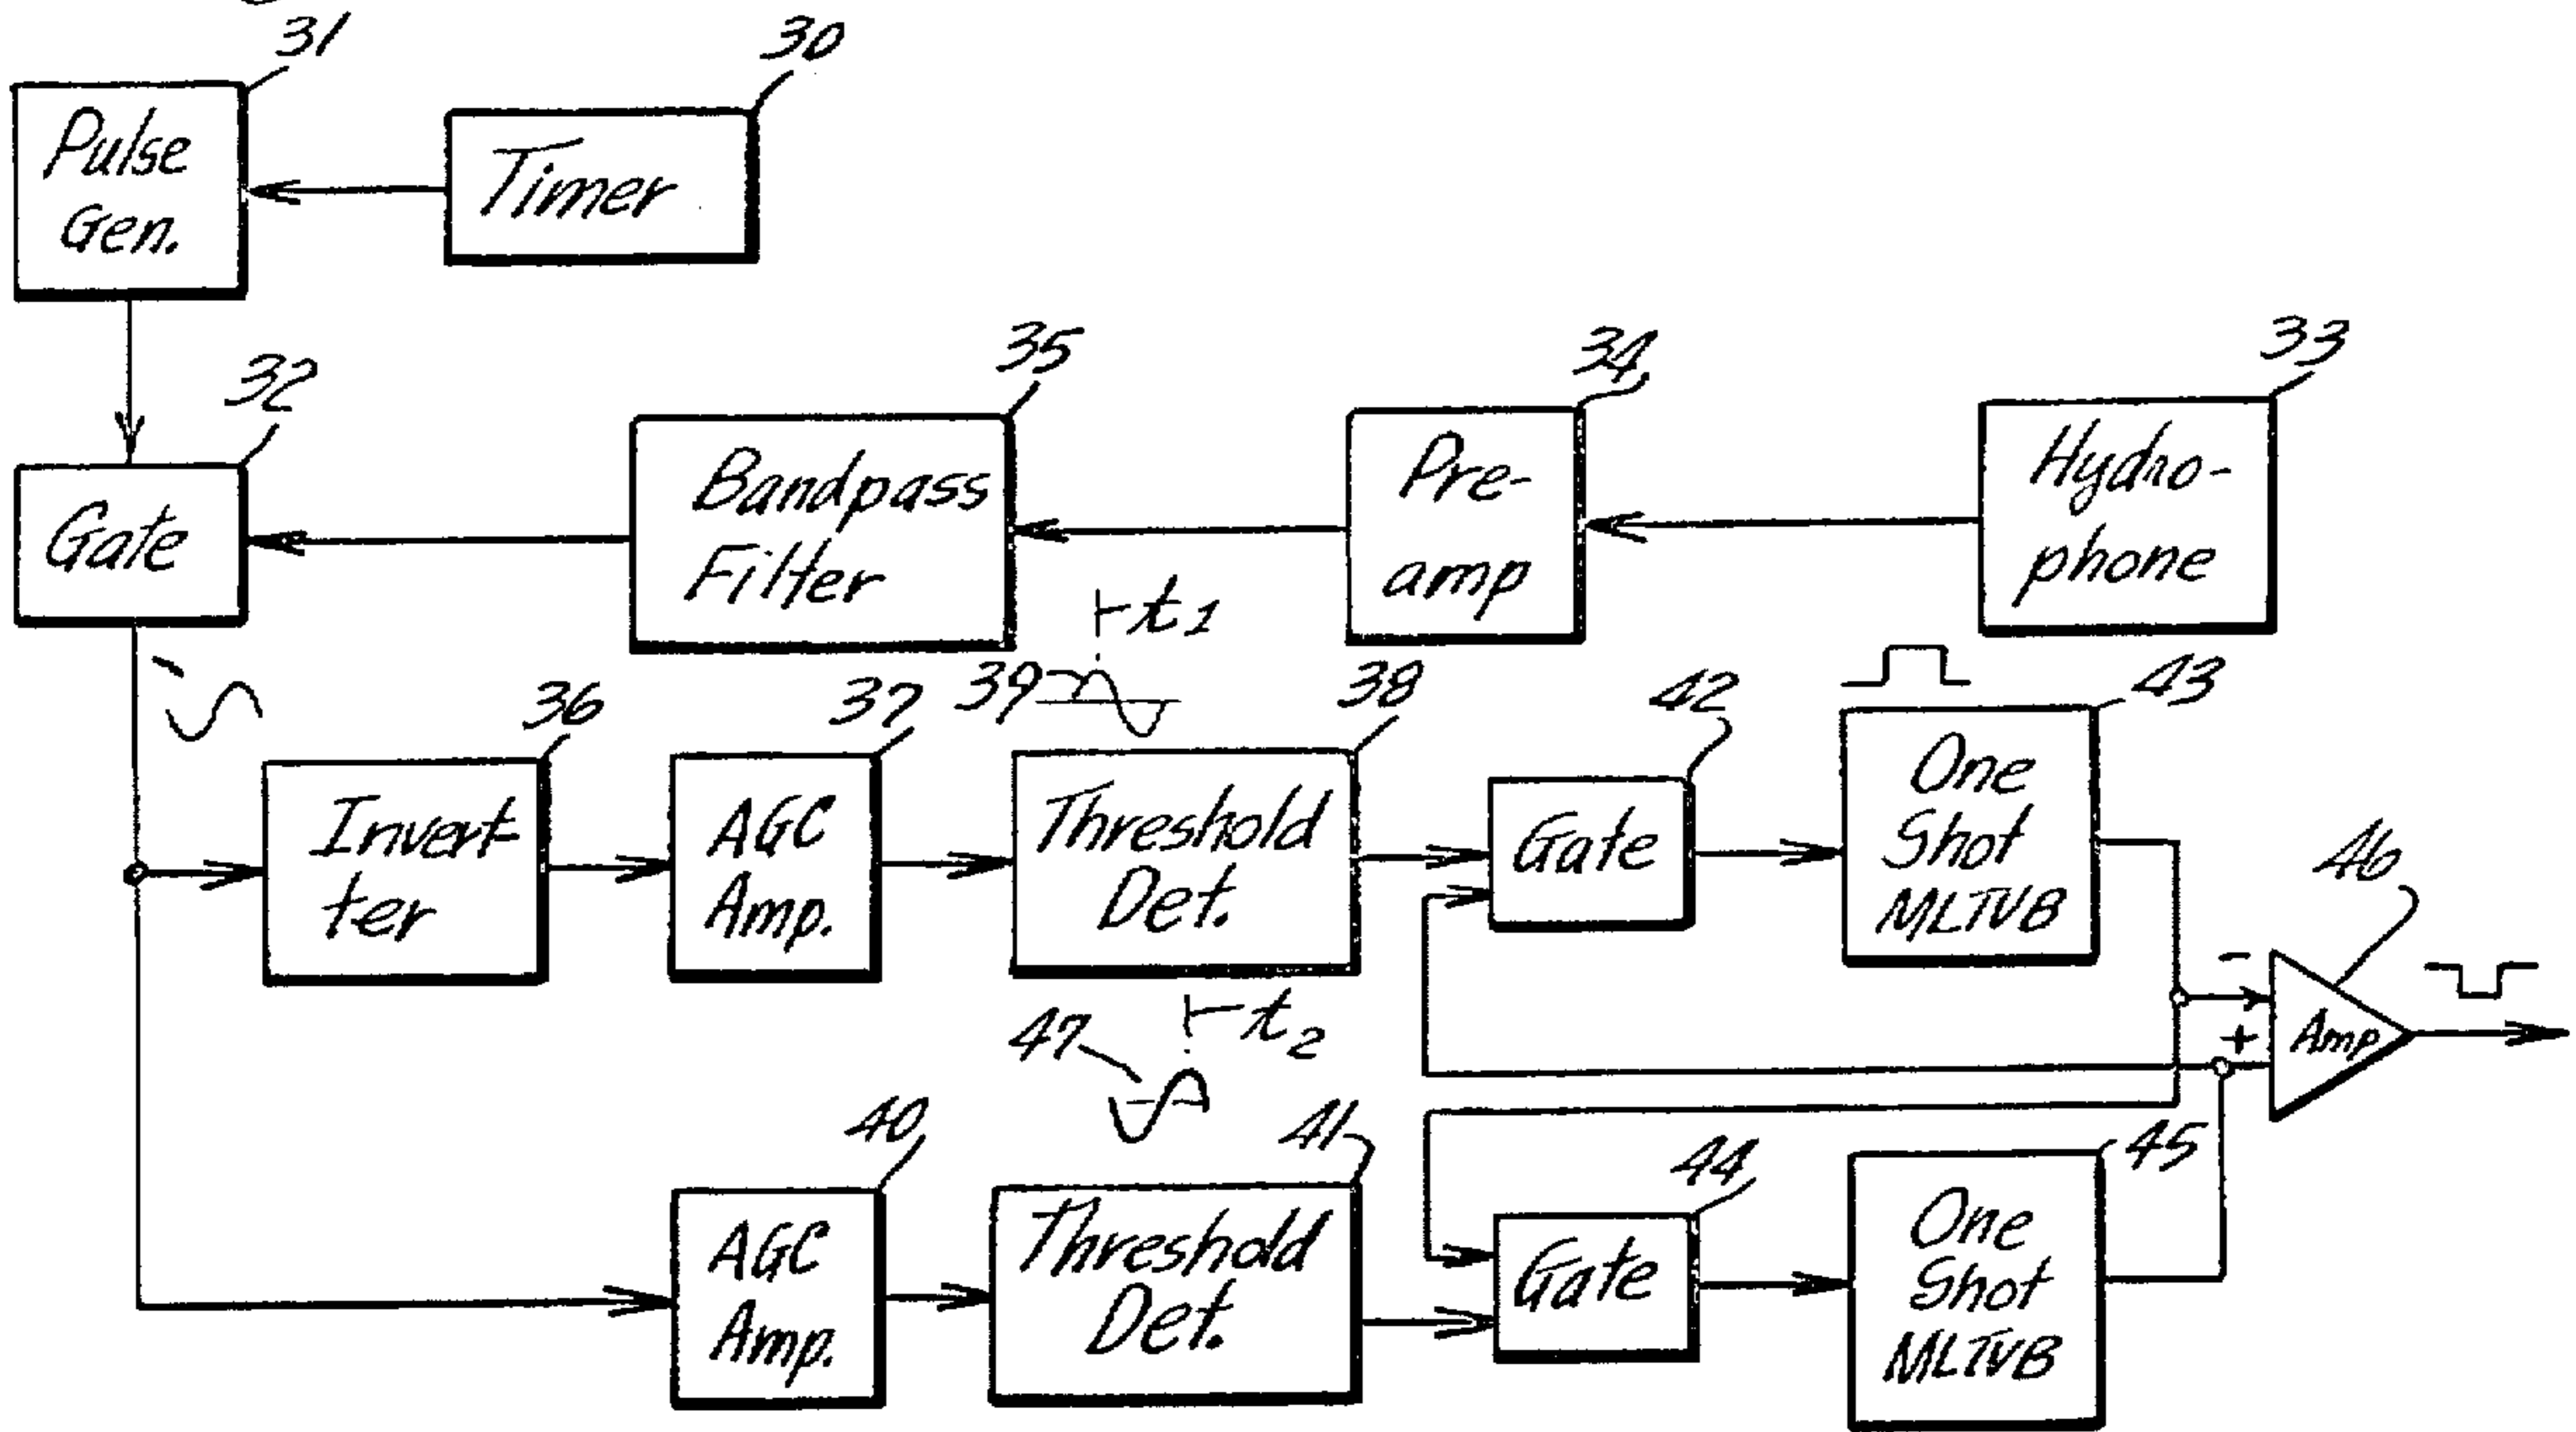 31
30
Pulse
Gen.
Timer
32
35
34
33
Gate
Bandpass
Filter
Pre-
amp
Hydro-
phone
t1
39
36
37
38
42
43
Invert-
ter
AGC
Amp.
Threshold
Det.
Gate
One
Shot
MLTVB
46
-
+
Amp
t2
47
40
41
44
45
AGC
Amp.
Threshold
Det.
Gate
One
Shot
MLTVB